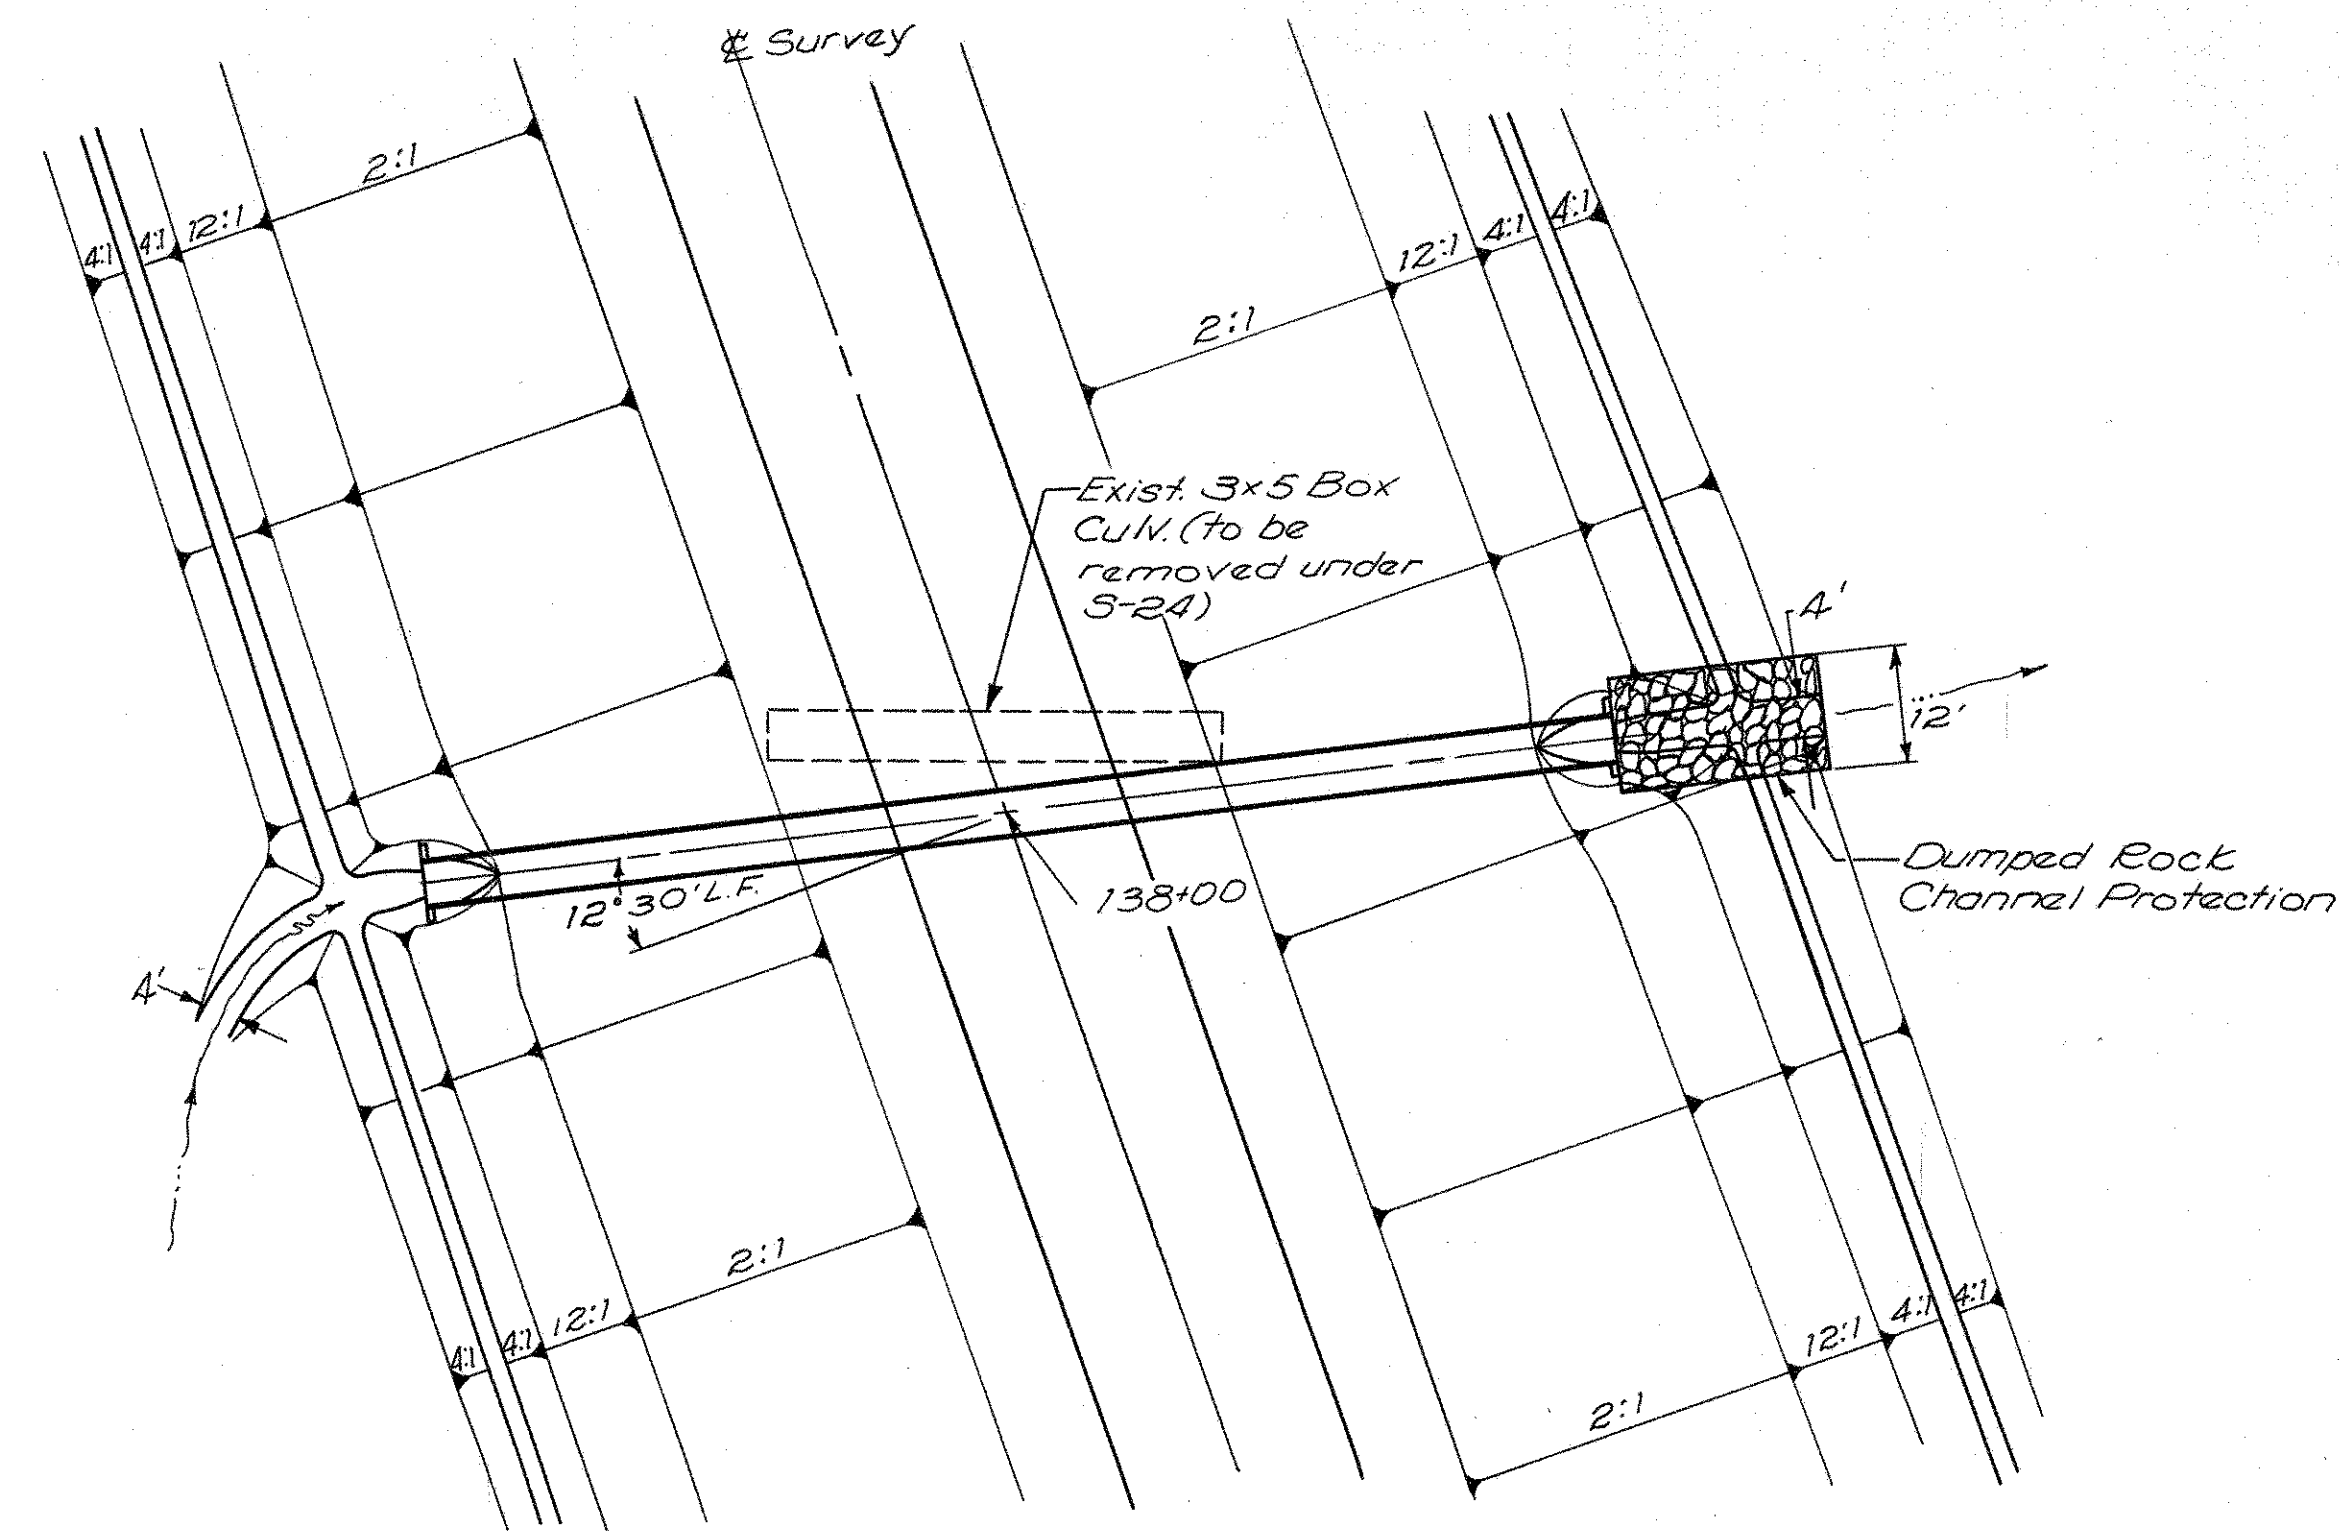 ℄ Survey
2:1
12:1
4:1
4:1
4:1
4:1
12:1
2:1
Exist. 3x5 Box
Culv. (to be
removed under
S-24)
4'
12'
Dumped Rock
Channel Protection
138+00
12°30' L.F.
4'
2:1
12:1
4:1
4:1
4:1
4:1
12:1
2:1